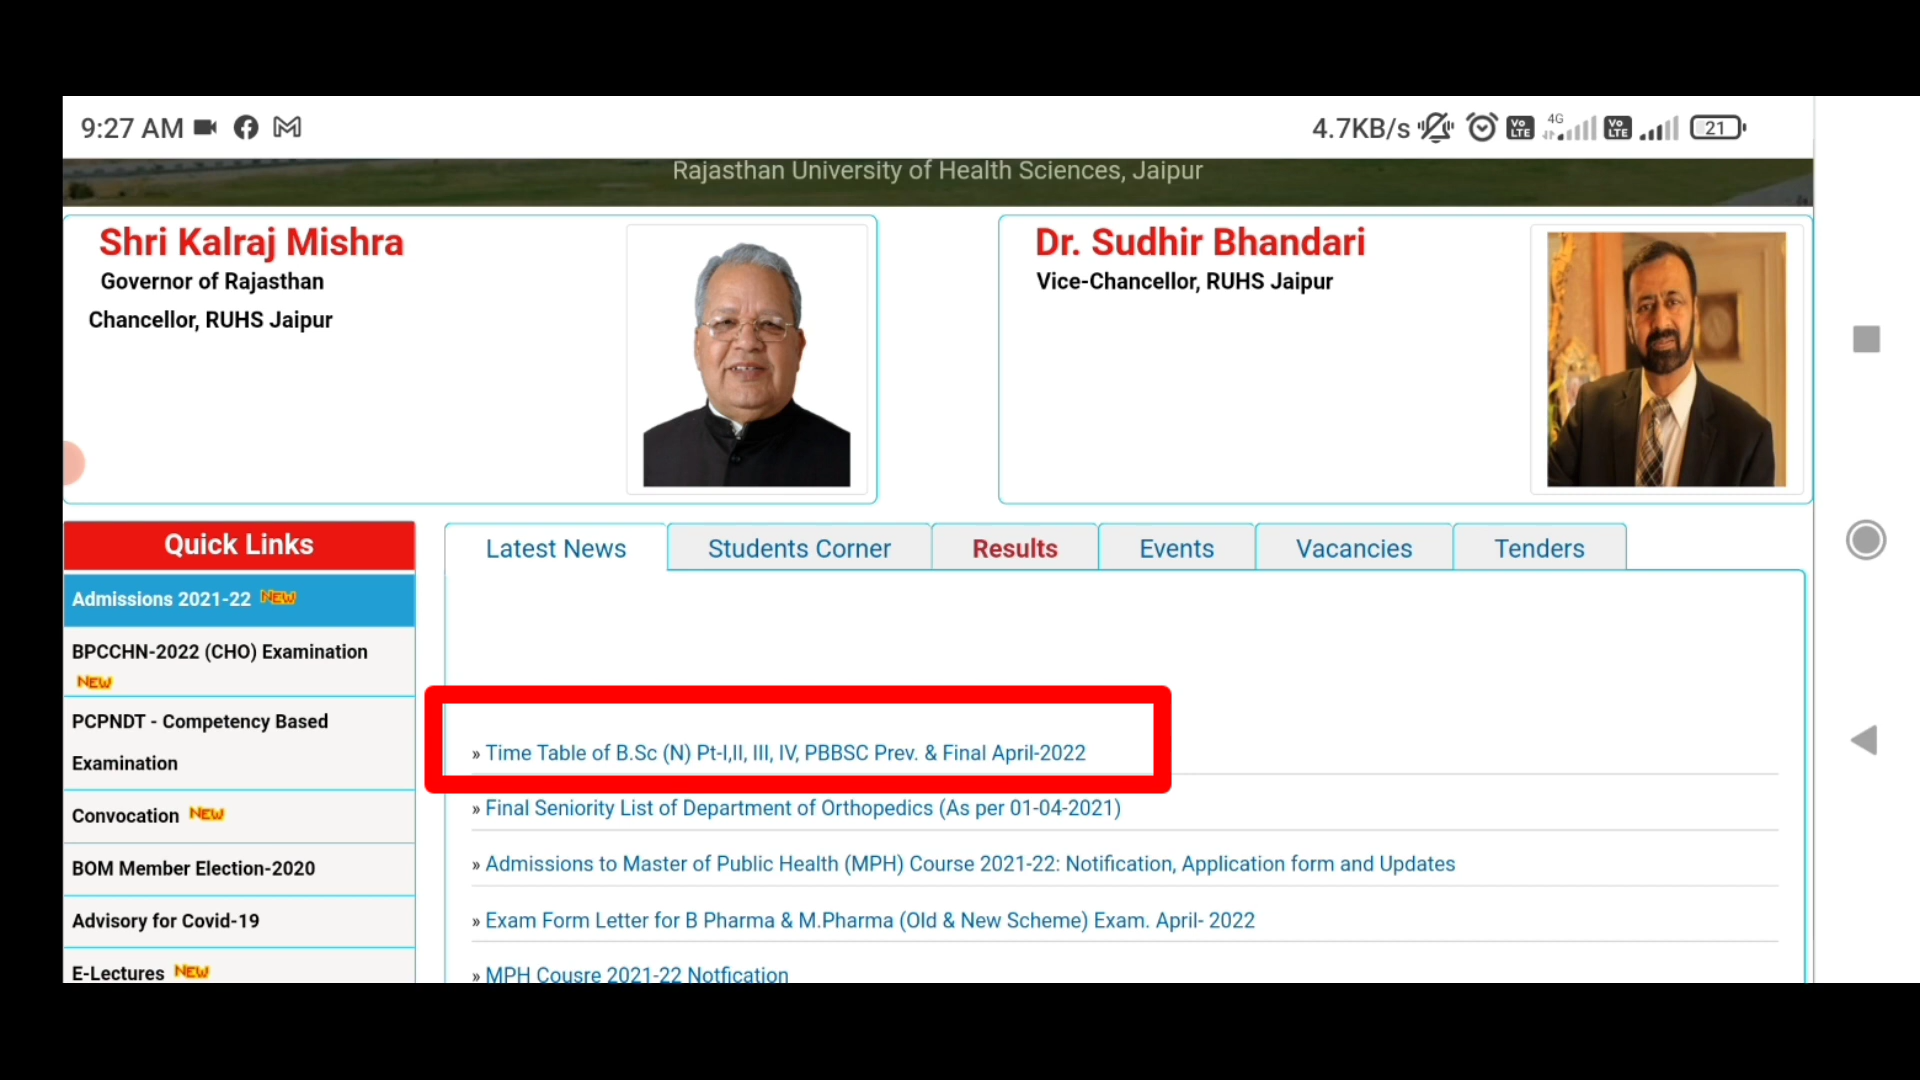 9:27 AM
4.7KB/s
Vo LTE
4G
Vo LTE
21
Rajasthan University of Health Sciences, Jaipur
Shri Kalraj Mishra
Governor of Rajasthan
Chancellor, RUHS Jaipur
Dr. Sudhir Bhandari
Vice-Chancellor, RUHS Jaipur
Quick Links
Admissions 2021-22 NEW
BPCCHN-2022 (CHO) Examination
NEW
PCPNDT - Competency Based
Examination
Convocation NEW
BOM Member Election-2020
Advisory for Covid-19
E-Lectures NEW
Latest News
Students Corner
Results
Events
Vacancies
Tenders
» Time Table of B.Sc (N) Pt-I,II, III, IV, PBBSC Prev. & Final April-2022
» Final Seniority List of Department of Orthopedics (As per 01-04-2021)
» Admissions to Master of Public Health (MPH) Course 2021-22: Notification, Application form and Updates
» Exam Form Letter for B Pharma & M.Pharma (Old & New Scheme) Exam. April- 2022
» MPH Cousre 2021-22 Notfication